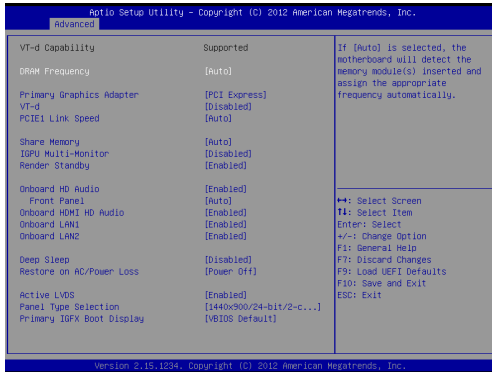 Aptio Setup Utility – Copyright (C) 2012 American Megatrends, Inc.
Advanced
VT-d Capability Supported
DRAM Frequency [Auto]
Primary Graphics Adapter [PCI Express]
VT-d [Disabled]
PCIE1 Link Speed [Auto]
Share Memory [Auto]
IGPU Multi-Monitor [Disabled]
Render Standby [Enabled]
Onboard HD Audio [Enabled]
Front Panel [Auto]
Onboard HDMI HD Audio [Enabled]
Onboard LAN1 [Enabled]
Onboard LAN2 [Enabled]
Deep Sleep [Disabled]
Restore on AC/Power Loss [Power Off]
Active LVDS [Enabled]
Panel Type Selection [1440x900/24-bit/2-c...]
Primary IGFX Boot Display [VBIOS Default]
If [Auto] is selected, the
motherboard will detect the
memory module(s) inserted and
assign the appropriate
frequency automatically.
↔: Select Screen
↑↓: Select Item
Enter: Select
+/-: Change Option
F1: General Help
F7: Discard Changes
F9: Load UEFI Defaults
F10: Save and Exit
ESC: Exit
Version 2.15.1234. Copyright (C) 2012 American Megatrends, Inc.